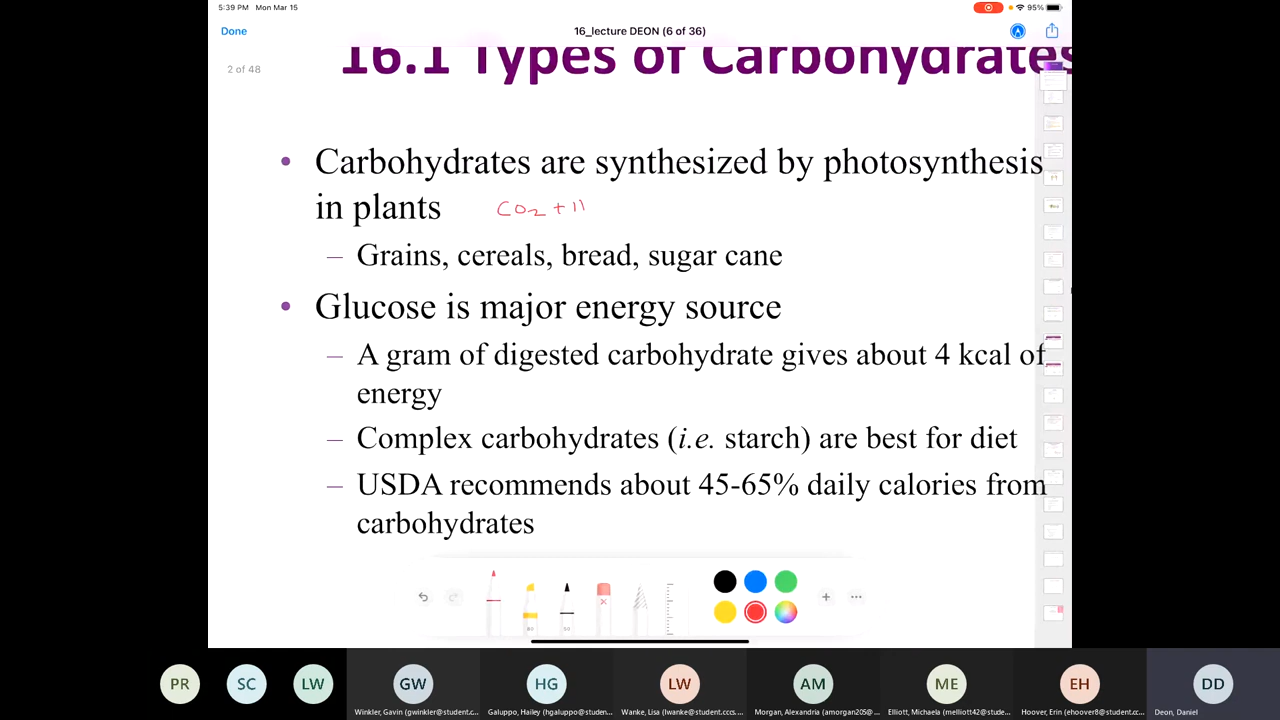 5:39 PM Mon Mar 15
95%
Done
16_lecture DEON (6 of 36)
2 of 48
16.1 Types of Carbohydrates
• Carbohydrates are synthesized by photosynthesis
in plants
CO2 +
– Grains, cereals, bread, sugar cane
• Glucose is major energy source
– A gram of digested carbohydrate gives about 4 kcal of
energy
– Complex carbohydrates (i.e. starch) are best for diet
– USDA recommends about 45-65% daily calories from
carbohydrates
PR SC LW GW HG LW AM ME EH DD
Winkler, Gavin (gwinkler@student.c...
Galuppo, Hailey (hgaluppo@studen...
Wanke, Lisa (lwanke@student.cccs....
Morgan, Alexandria (amorgan205@...
Elliott, Michaela (melliott42@stude...
Hoover, Erin (ehoover8@student.cc...
Deon, Daniel